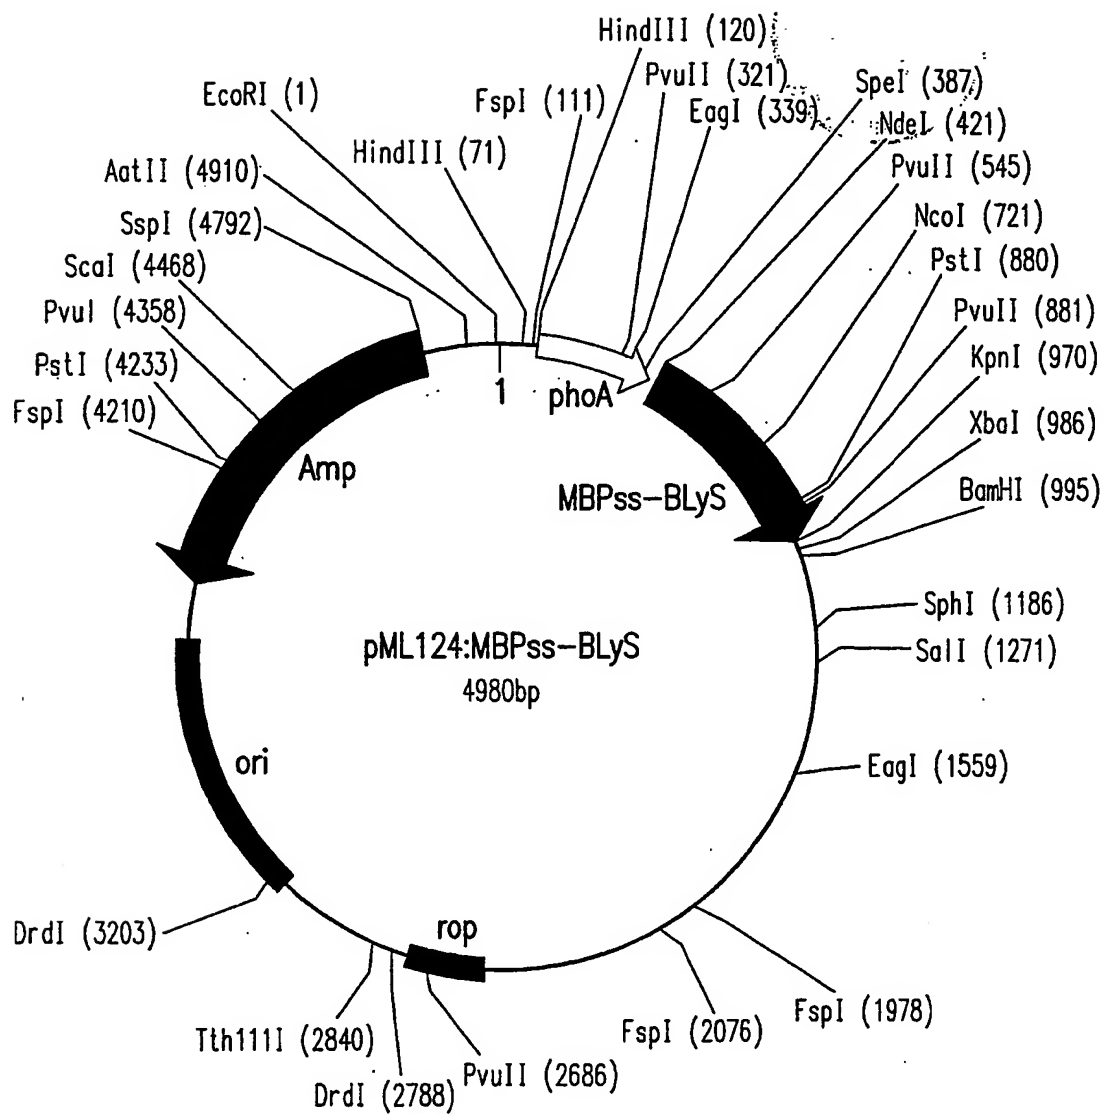 HindIII (120)
PvuII (321)
SpeI (387)
EcoRI (1)
FspI (111)
EagI (339)
NdeI (421)
HindIII (71)
PvuII (545)
AatII (4910)
NcoI (721)
SspI (4792)
PstI (880)
ScaI (4468)
PvuI (4358)
PvuII (881)
PstI (4233)
KpnI (970)
1
phoA
FspI (4210)
XbaI (986)
Amp
MBPss-BLyS
BamHI (995)
SphI (1186)
pML124:MBPss-BLyS
SalI (1271)
4980bp
ori
EagI (1559)
DrdI (3203)
rop
FspI (1978)
Tth111I (2840)
FspI (2076)
PvuII (2686)
DrdI (2788)